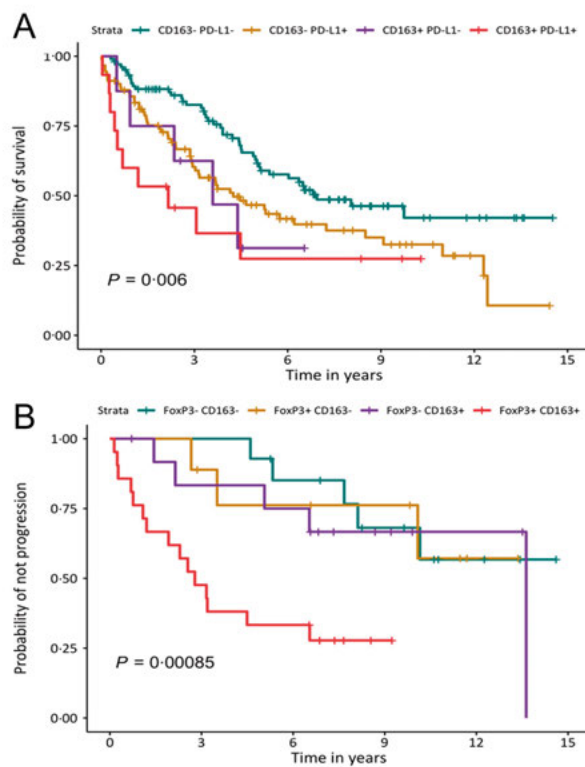 A
Strata CD163- PD-L1- CD163- PD-L1+ CD163+ PD-L1- CD163+ PD-L1+
Probability of survival
1·00
0·75
0·50
0·25
0·00
P = 0·006
0 3 6 9 12 15
Time in years
B
Strata FoxP3- CD163- FoxP3+ CD163- FoxP3- CD163+ FoxP3+ CD163+
Probability of not progression
1·00
0·75
0·50
0·25
0·00
P = 0·00085
0 3 6 9 12 15
Time in years